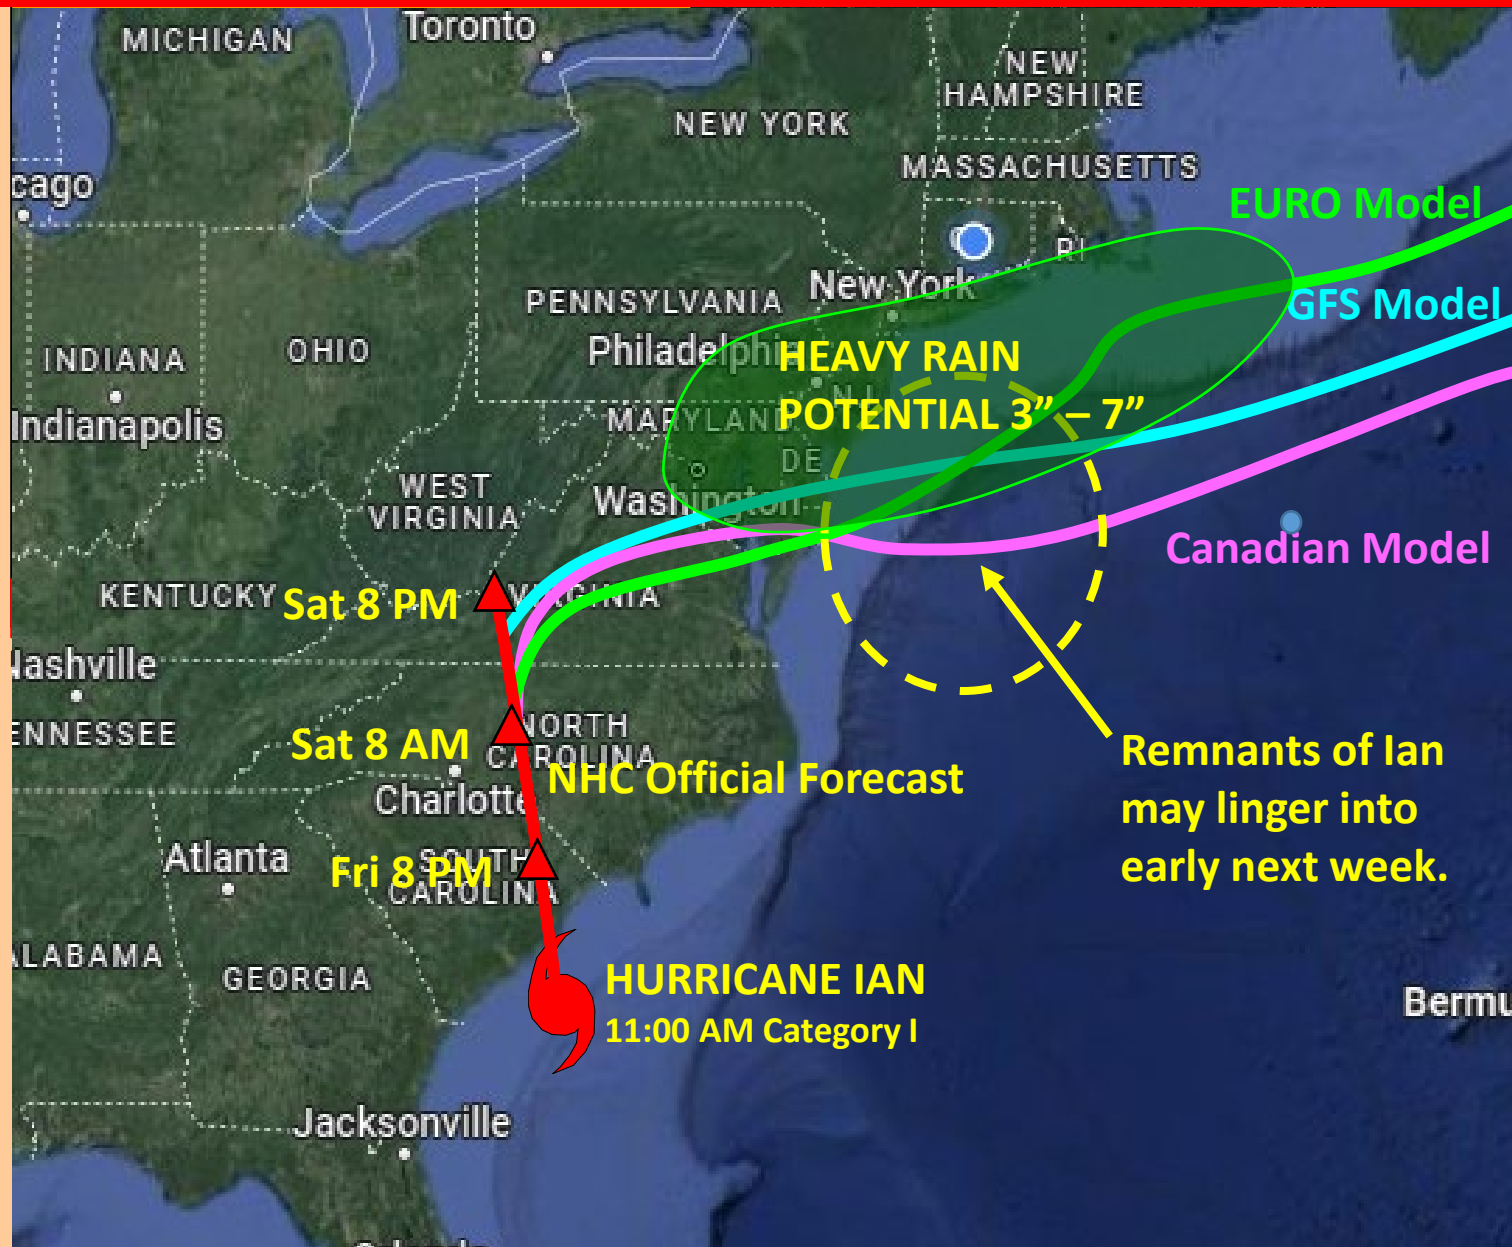 MICHIGAN
Toronto
NEW
HAMPSHIRE
NEW YORK
MASSACHUSETTS
cago
EURO Model
RI
New York
PENNSYLVANIA
GFS Model
INDIANA
OHIO
Philadelphia
HEAVY RAIN
POTENTIAL 3” – 7”
NJ
Indianapolis
MARYLAND
DE
WEST
VIRGINIA
Washington
Canadian Model
KENTUCKY
Sat 8 PM
VIRGINIA
Nashville
ENNESSEE
Sat 8 AM
NORTH
CAROLINA
NHC Official Forecast
Remnants of Ian
may linger into
early next week.
Charlotte
Atlanta
Fri 8 PM
SOUTH
CAROLINA
ALABAMA
GEORGIA
HURRICANE IAN
11:00 AM Category I
Bermu
Jacksonville